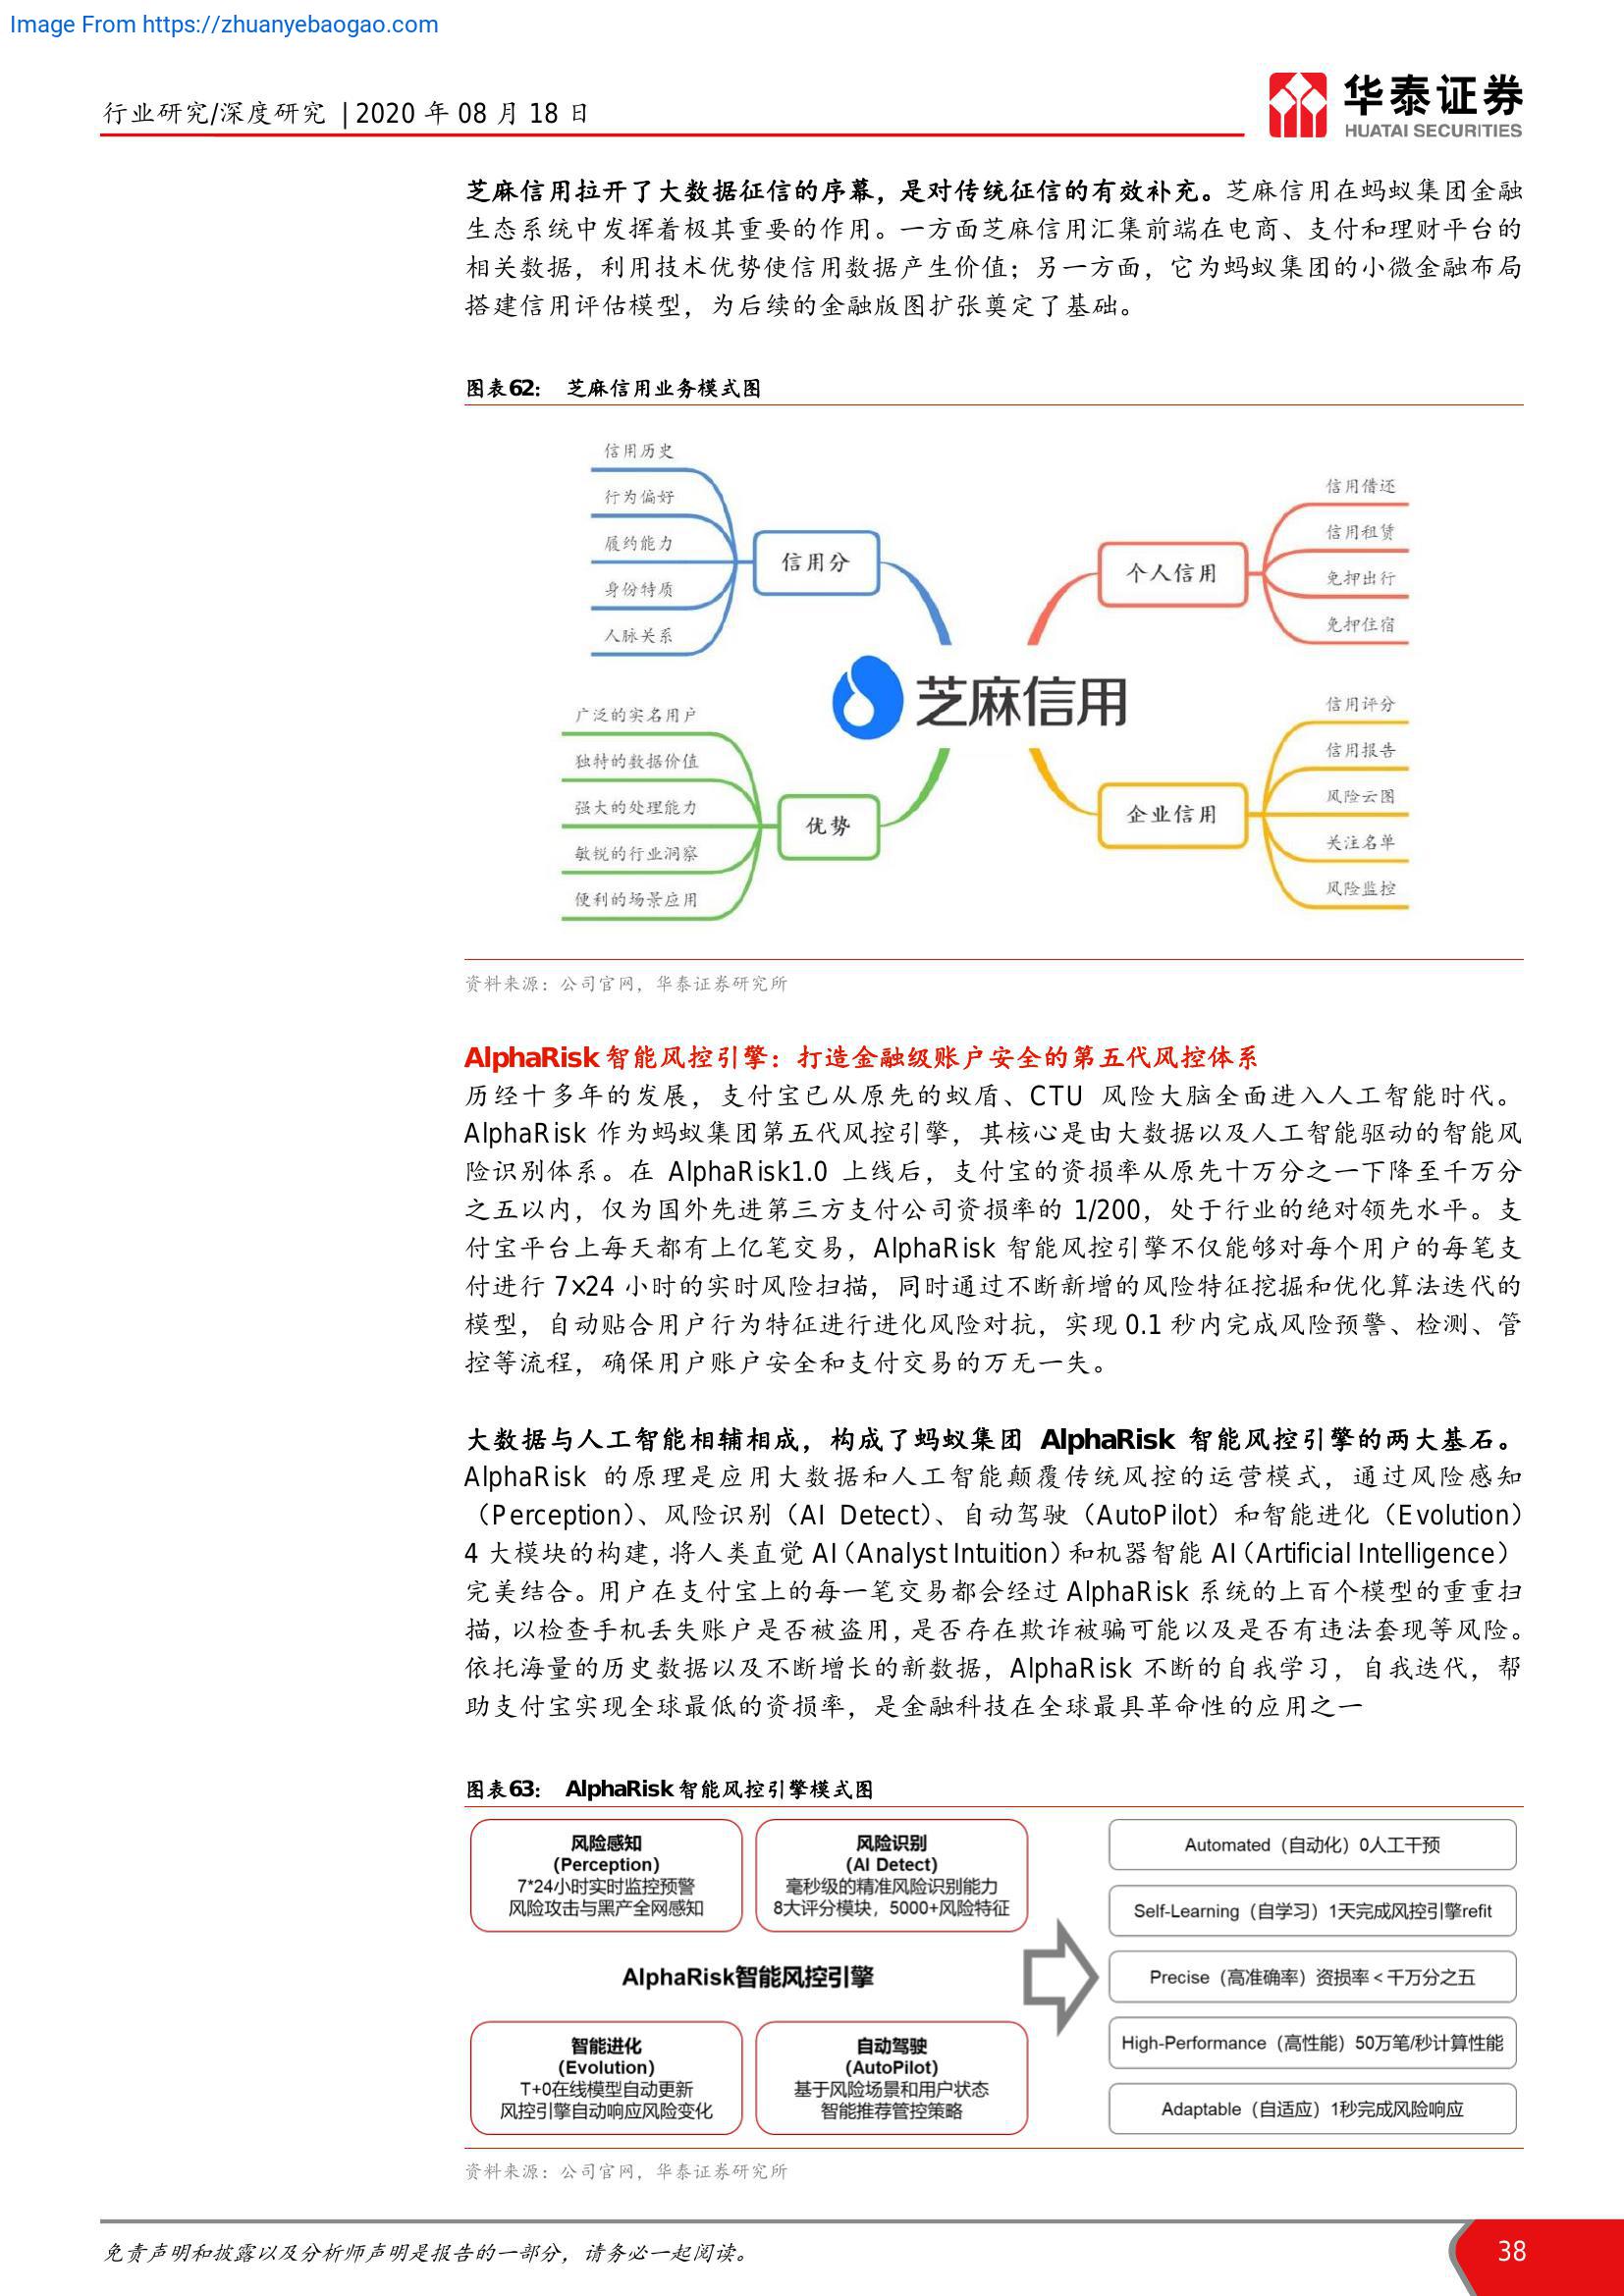 Image From https://zhuanyebaogao.com
行业研究/深度研究 | 2020 年 08 月 18 日
华泰证券
HUATAI SECURITIES
芝麻信用拉开了大数据征信的序幕，是对传统征信的有效补充。芝麻信用在蚂蚁集团金融
生态系统中发挥着极其重要的作用。一方面芝麻信用汇集前端在电商、支付和理财平台的
相关数据，利用技术优势使信用数据产生价值；另一方面，它为蚂蚁集团的小微金融布局
搭建信用评估模型，为后续的金融版图扩张奠定了基础。
图表62： 芝麻信用业务模式图
信用历史
行为偏好
履约能力
身份特质
人脉关系
信用分
广泛的实名用户
独特的数据价值
强大的处理能力
敏锐的行业洞察
便利的场景应用
优势
芝麻信用
个人信用
信用借还
信用租赁
免押出行
免押住宿
企业信用
信用评分
信用报告
风险云图
关注名单
风险监控
资料来源：公司官网，华泰证券研究所
AlphaRisk 智能风控引擎：打造金融级账户安全的第五代风控体系
历经十多年的发展，支付宝已从原先的蚁盾、CTU 风险大脑全面进入人工智能时代。
AlphaRisk 作为蚂蚁集团第五代风控引擎，其核心是由大数据以及人工智能驱动的智能风
险识别体系。在 AlphaRisk1.0 上线后，支付宝的资损率从原先十万分之一下降至千万分
之五以内，仅为国外先进第三方支付公司资损率的 1/200，处于行业的绝对领先水平。支
付宝平台上每天都有上亿笔交易，AlphaRisk 智能风控引擎不仅能够对每个用户的每笔支
付进行 7×24 小时的实时风险扫描，同时通过不断新增的风险特征挖掘和优化算法迭代的
模型，自动贴合用户行为特征进行进化风险对抗，实现 0.1 秒内完成风险预警、检测、管
控等流程，确保用户账户安全和支付交易的万无一失。
大数据与人工智能相辅相成，构成了蚂蚁集团 AlphaRisk 智能风控引擎的两大基石。
AlphaRisk 的原理是应用大数据和人工智能颠覆传统风控的运营模式，通过风险感知
（Perception）、风险识别（AI Detect）、自动驾驶（AutoPilot）和智能进化（Evolution）
4 大模块的构建，将人类直觉 AI（Analyst Intuition）和机器智能 AI（Artificial Intelligence）
完美结合。用户在支付宝上的每一笔交易都会经过 AlphaRisk 系统的上百个模型的重重扫
描，以检查手机丢失账户是否被盗用，是否存在欺诈被骗可能以及是否有违法套现等风险。
依托海量的历史数据以及不断增长的新数据，AlphaRisk 不断的自我学习，自我迭代，帮
助支付宝实现全球最低的资损率，是金融科技在全球最具革命性的应用之一
图表63： AlphaRisk 智能风控引擎模式图
风险感知
（Perception）
7*24小时实时监控预警
风险攻击与黑产全网感知
风险识别
（AI Detect）
毫秒级的精准风险识别能力
8大评分模块，5000+风险特征
AlphaRisk智能风控引擎
智能进化
（Evolution）
T+0在线模型自动更新
风控引擎自动响应风险变化
自动驾驶
（AutoPilot）
基于风险场景和用户状态
智能推荐管控策略
Automated（自动化）0人工干预
Self-Learning（自学习）1天完成风控引擎refit
Precise（高准确率）资损率＜千万分之五
High-Performance（高性能）50万笔/秒计算性能
Adaptable（自适应）1秒完成风险响应
资料来源：公司官网，华泰证券研究所
免责声明和披露以及分析师声明是报告的一部分，请务必一起阅读。
38